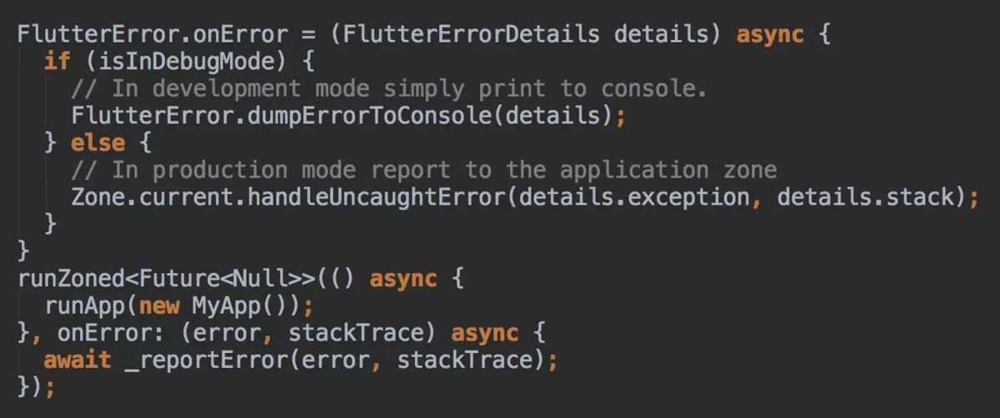 FlutterError.onError = (FlutterErrorDetails details) async {
  if (isInDebugMode) {
    // In development mode simply print to console.
    FlutterError.dumpErrorToConsole(details);
  } else {
    // In production mode report to the application zone
    Zone.current.handleUncaughtError(details.exception, details.stack);
  }
}
runZoned<Future<Null>>(() async {
  runApp(new MyApp());
}, onError: (error, stackTrace) async {
  await _reportError(error, stackTrace);
});